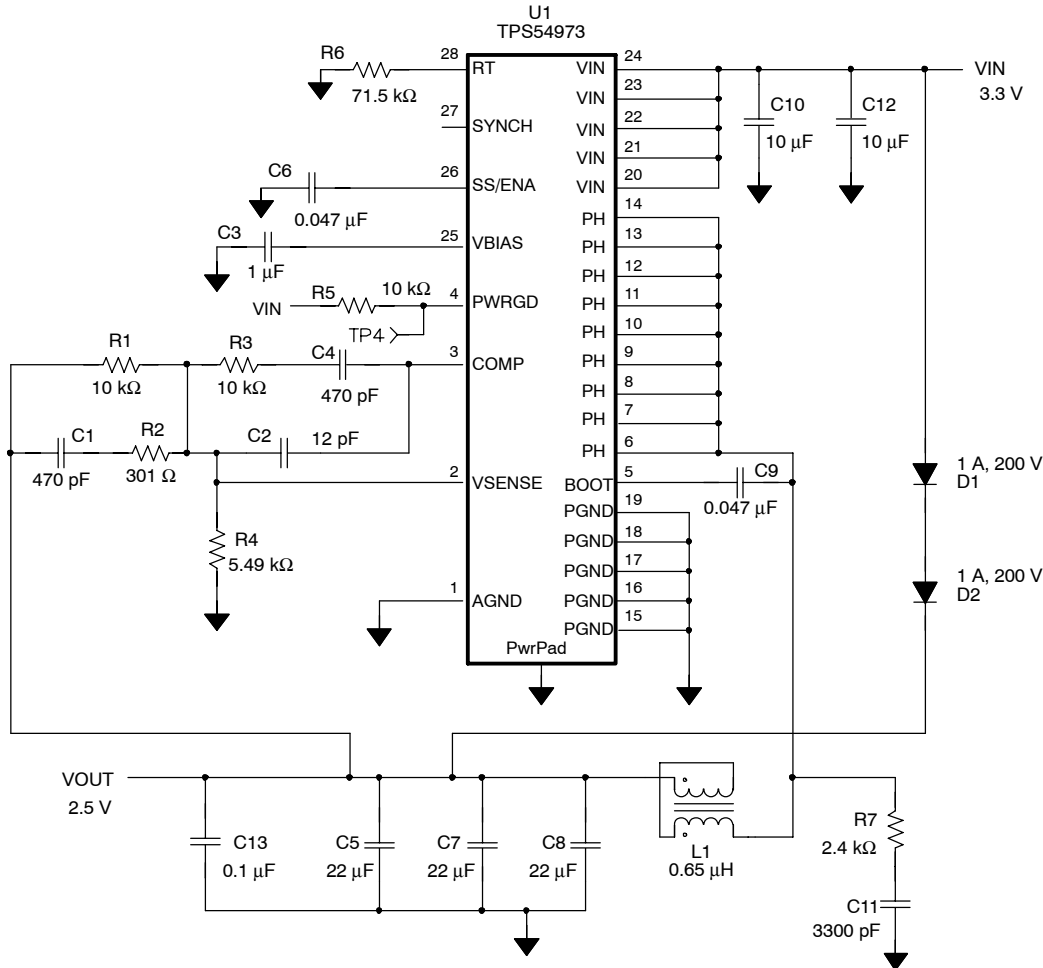 U1
TPS54973
R6
71.5 kΩ
28
RT
27
SYNCH
C6
0.047 μF
26
SS/ENA
C3
1 μF
25
VBIAS
VIN
R5
10 kΩ
TP4
4
PWRGD
R1
10 kΩ
R3
10 kΩ
C4
470 pF
3
COMP
C1
470 pF
R2
301 Ω
C2
12 pF
2
VSENSE
R4
5.49 kΩ
1
AGND
PwrPad
VIN
24
VIN
23
VIN
22
VIN
21
VIN
20
PH
14
PH
13
PH
12
PH
11
PH
10
PH
9
PH
8
PH
7
PH
6
BOOT
5
PGND
19
PGND
18
PGND
17
PGND
16
PGND
15
VIN
3.3 V
C10
10 μF
C12
10 μF
C9
0.047 μF
1 A, 200 V
D1
1 A, 200 V
D2
VOUT
2.5 V
C13
0.1 μF
C5
22 μF
C7
22 μF
C8
22 μF
L1
0.65 μH
R7
2.4 kΩ
C11
3300 pF